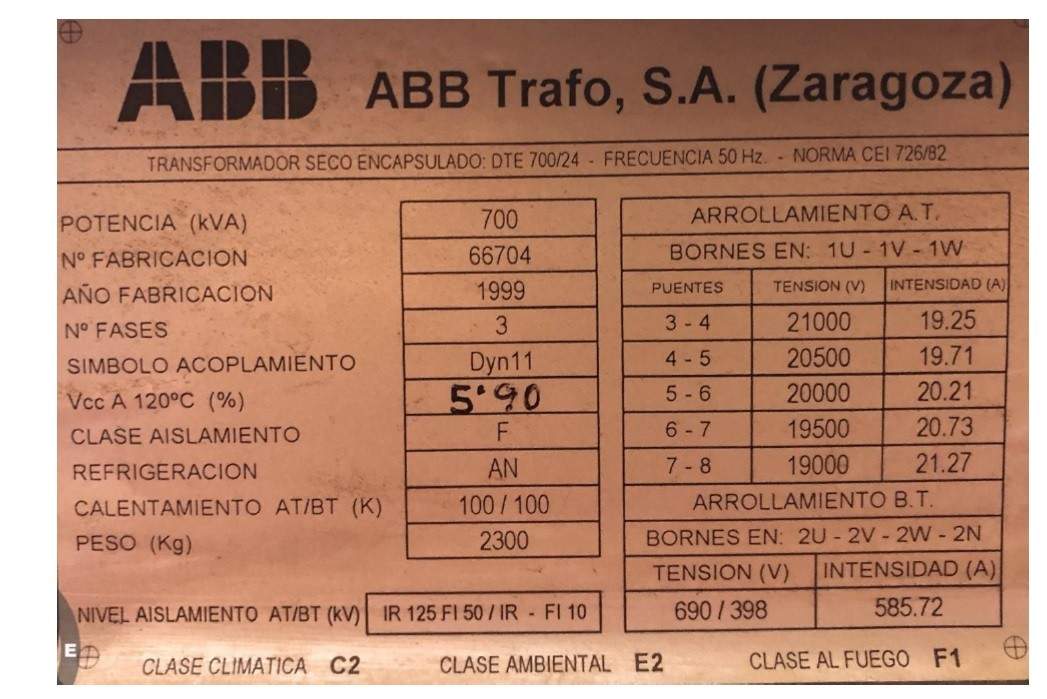 ABB ABB Trafo, S.A. (Zaragoza)
TRANSFORMADOR SECO ENCAPSULADO: DTE 700/24 - FRECUENCIA 50 Hz. - NORMA CEI 726/82
POTENCIA (kVA) 700
Nº FABRICACION 66704
AÑO FABRICACION 1999
Nº FASES 3
SIMBOLO ACOPLAMIENTO Dyn11
Vcc A 120ºC (%) 5'90
CLASE AISLAMIENTO F
REFRIGERACION AN
CALENTAMIENTO AT/BT (K) 100 / 100
PESO (Kg) 2300
NIVEL AISLAMIENTO AT/BT (kV) IR 125 FI 50 / IR - FI 10
ARROLLAMIENTO A.T.
BORNES EN: 1U - 1V - 1W
PUENTES TENSION (V) INTENSIDAD (A)
3 - 4 21000 19.25
4 - 5 20500 19.71
5 - 6 20000 20.21
6 - 7 19500 20.73
7 - 8 19000 21.27
ARROLLAMIENTO B.T.
BORNES EN: 2U - 2V - 2W - 2N
TENSION (V) INTENSIDAD (A)
690 / 398 585.72
E
CLASE CLIMATICA C2 CLASE AMBIENTAL E2 CLASE AL FUEGO F1